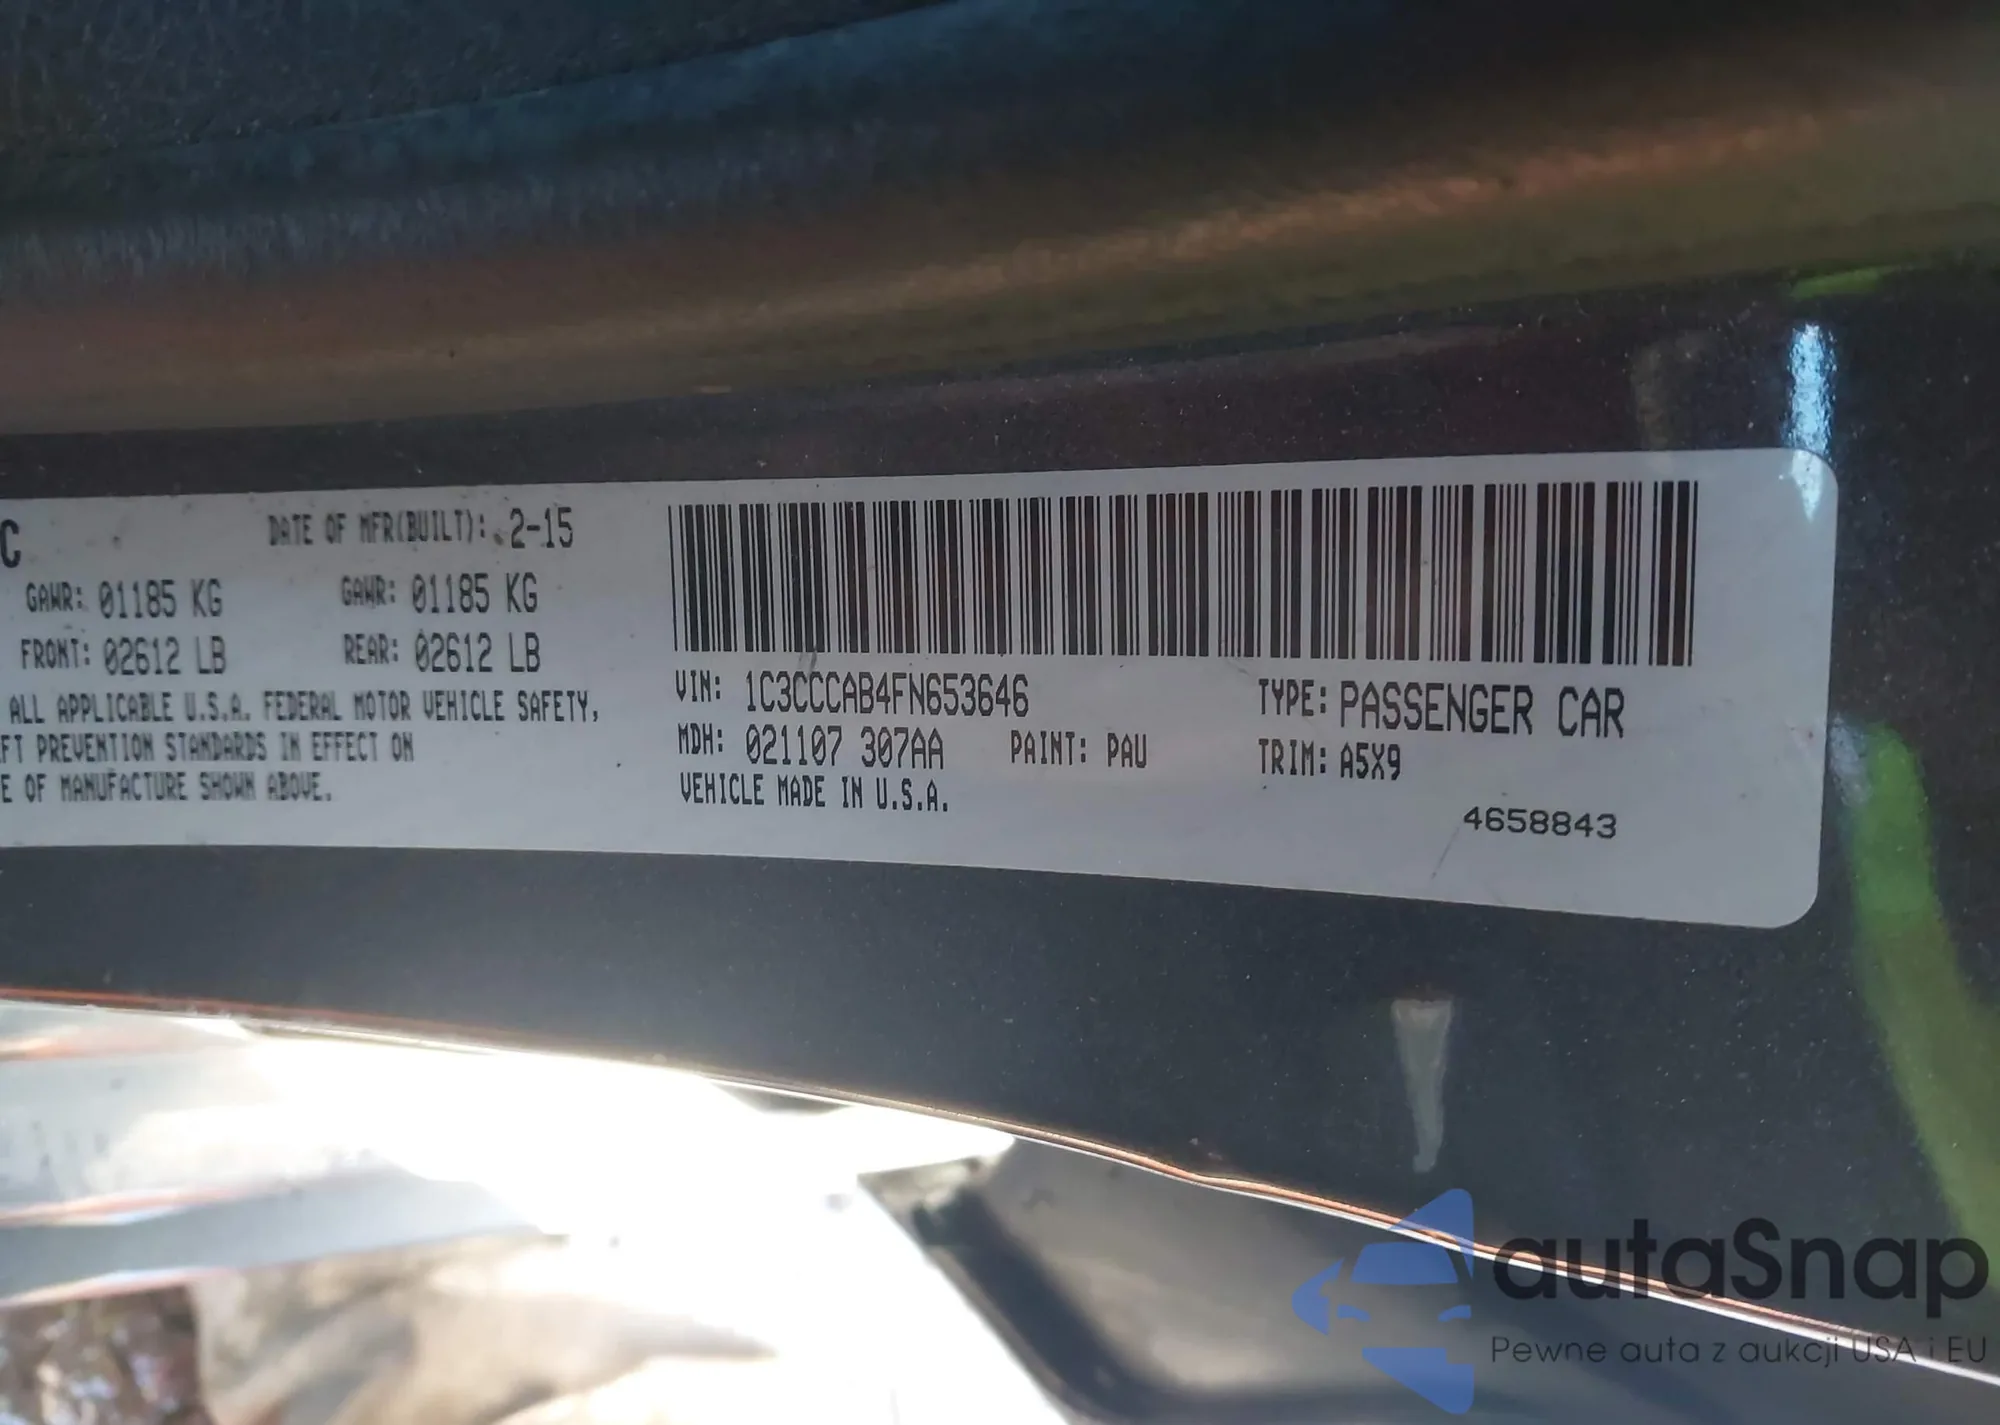 C
DATE OF MFR(BUILT): 2-15
GAWR: 01185 KG GAWR: 01185 KG
FRONT: 02612 LB REAR: 02612 LB
ALL APPLICABLE U.S.A. FEDERAL MOTOR VEHICLE SAFETY,
FT PREVENTION STANDARDS IN EFFECT ON
E OF MANUFACTURE SHOWN ABOVE.
VIN: 1C3CCCAB4FN653646 TYPE: PASSENGER CAR
MDH: 021107 307AA PAINT: PAU TRIM: A5X9
VEHICLE MADE IN U.S.A.
4658843
autaSnap
Pewne auta z aukcji USA i EU